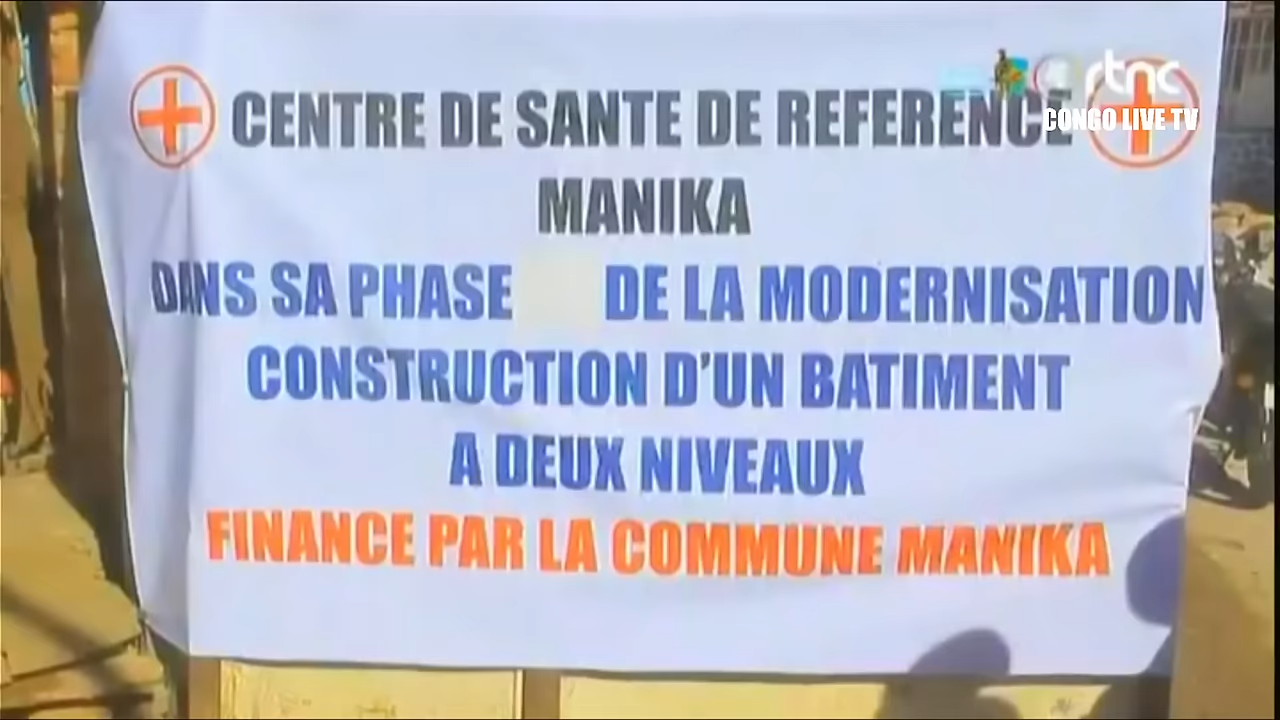 rtnc
CONGO LIVE TV
CENTRE DE SANTE DE REFERENCE
MANIKA
DANS SA PHASE DE LA MODERNISATION
CONSTRUCTION D'UN BATIMENT
A DEUX NIVEAUX
FINANCE PAR LA COMMUNE MANIKA